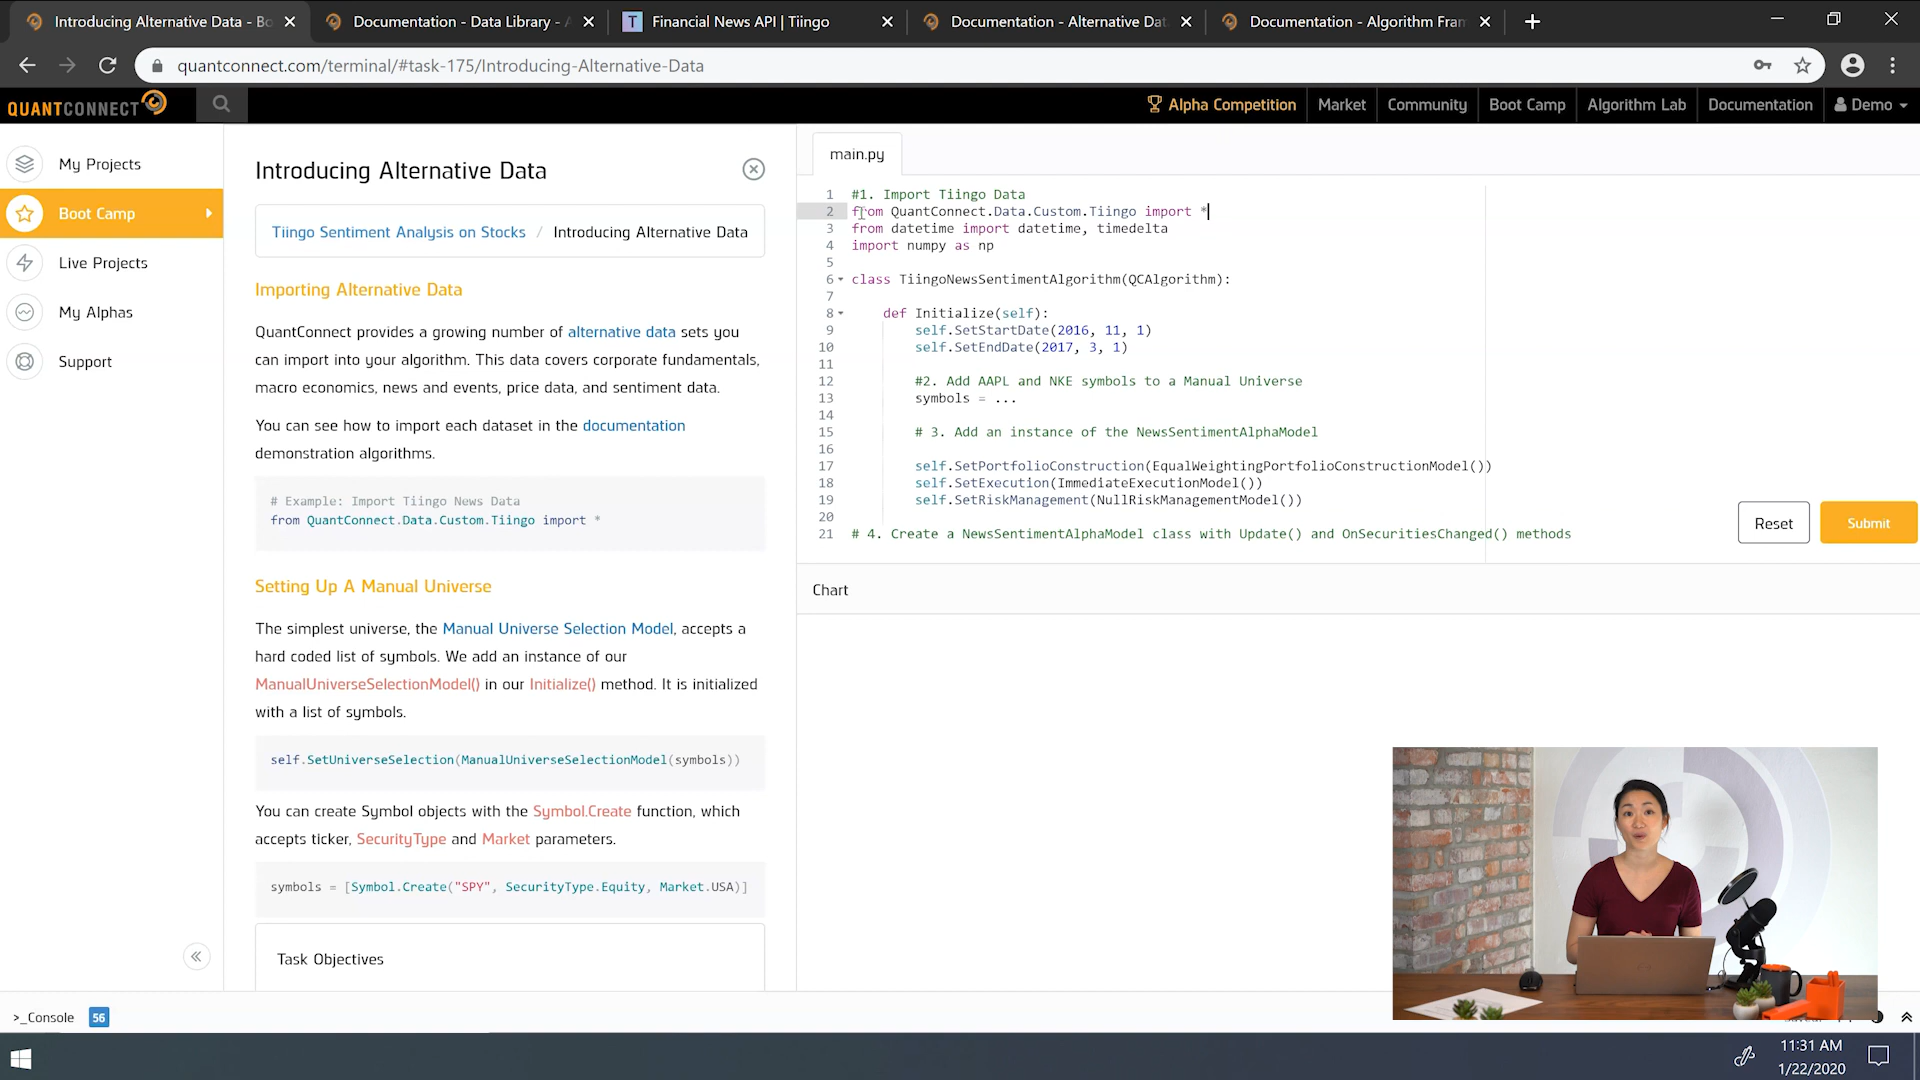 Introducing Alternative Data - Bo
Documentation - Data Library - A
Financial News API | Tiingo
Documentation - Alternative Dat
Documentation - Algorithm Fram
quantconnect.com/terminal/#task-175/Introducing-Alternative-Data
QUANTCONNECT
Alpha Competition
Market
Community
Boot Camp
Algorithm Lab
Documentation
Demo
My Projects
Boot Camp
Live Projects
My Alphas
Support
Introducing Alternative Data
Tiingo Sentiment Analysis on Stocks / Introducing Alternative Data
Importing Alternative Data
QuantConnect provides a growing number of alternative data sets you
can import into your algorithm. This data covers corporate fundamentals,
macro economics, news and events, price data, and sentiment data.
You can see how to import each dataset in the documentation
demonstration algorithms.
# Example: Import Tiingo News Data
from QuantConnect.Data.Custom.Tiingo import *
Setting Up A Manual Universe
The simplest universe, the Manual Universe Selection Model, accepts a
hard coded list of symbols. We add an instance of our
ManualUniverseSelectionModel() in our Initialize() method. It is initialized
with a list of symbols.
self.SetUniverseSelection(ManualUniverseSelectionModel(symbols))
You can create Symbol objects with the Symbol.Create function, which
accepts ticker, SecurityType and Market parameters.
symbols = [Symbol.Create("SPY", SecurityType.Equity, Market.USA)]
Task Objectives
main.py
1 #1. Import Tiingo Data
2 from QuantConnect.Data.Custom.Tiingo import *
3 from datetime import datetime, timedelta
4 import numpy as np
5
6 class TiingoNewsSentimentAlgorithm(QCAlgorithm):
7
8 def Initialize(self):
9 self.SetStartDate(2016, 11, 1)
10 self.SetEndDate(2017, 3, 1)
11
12 #2. Add AAPL and NKE symbols to a Manual Universe
13 symbols = ...
14
15 # 3. Add an instance of the NewsSentimentAlphaModel
16
17 self.SetPortfolioConstruction(EqualWeightingPortfolioConstructionModel())
18 self.SetExecution(ImmediateExecutionModel())
19 self.SetRiskManagement(NullRiskManagementModel())
20
21 # 4. Create a NewsSentimentAlphaModel class with Update() and OnSecuritiesChanged() methods
Reset
Submit
Chart
>_Console 56
11:31 AM
1/22/2020